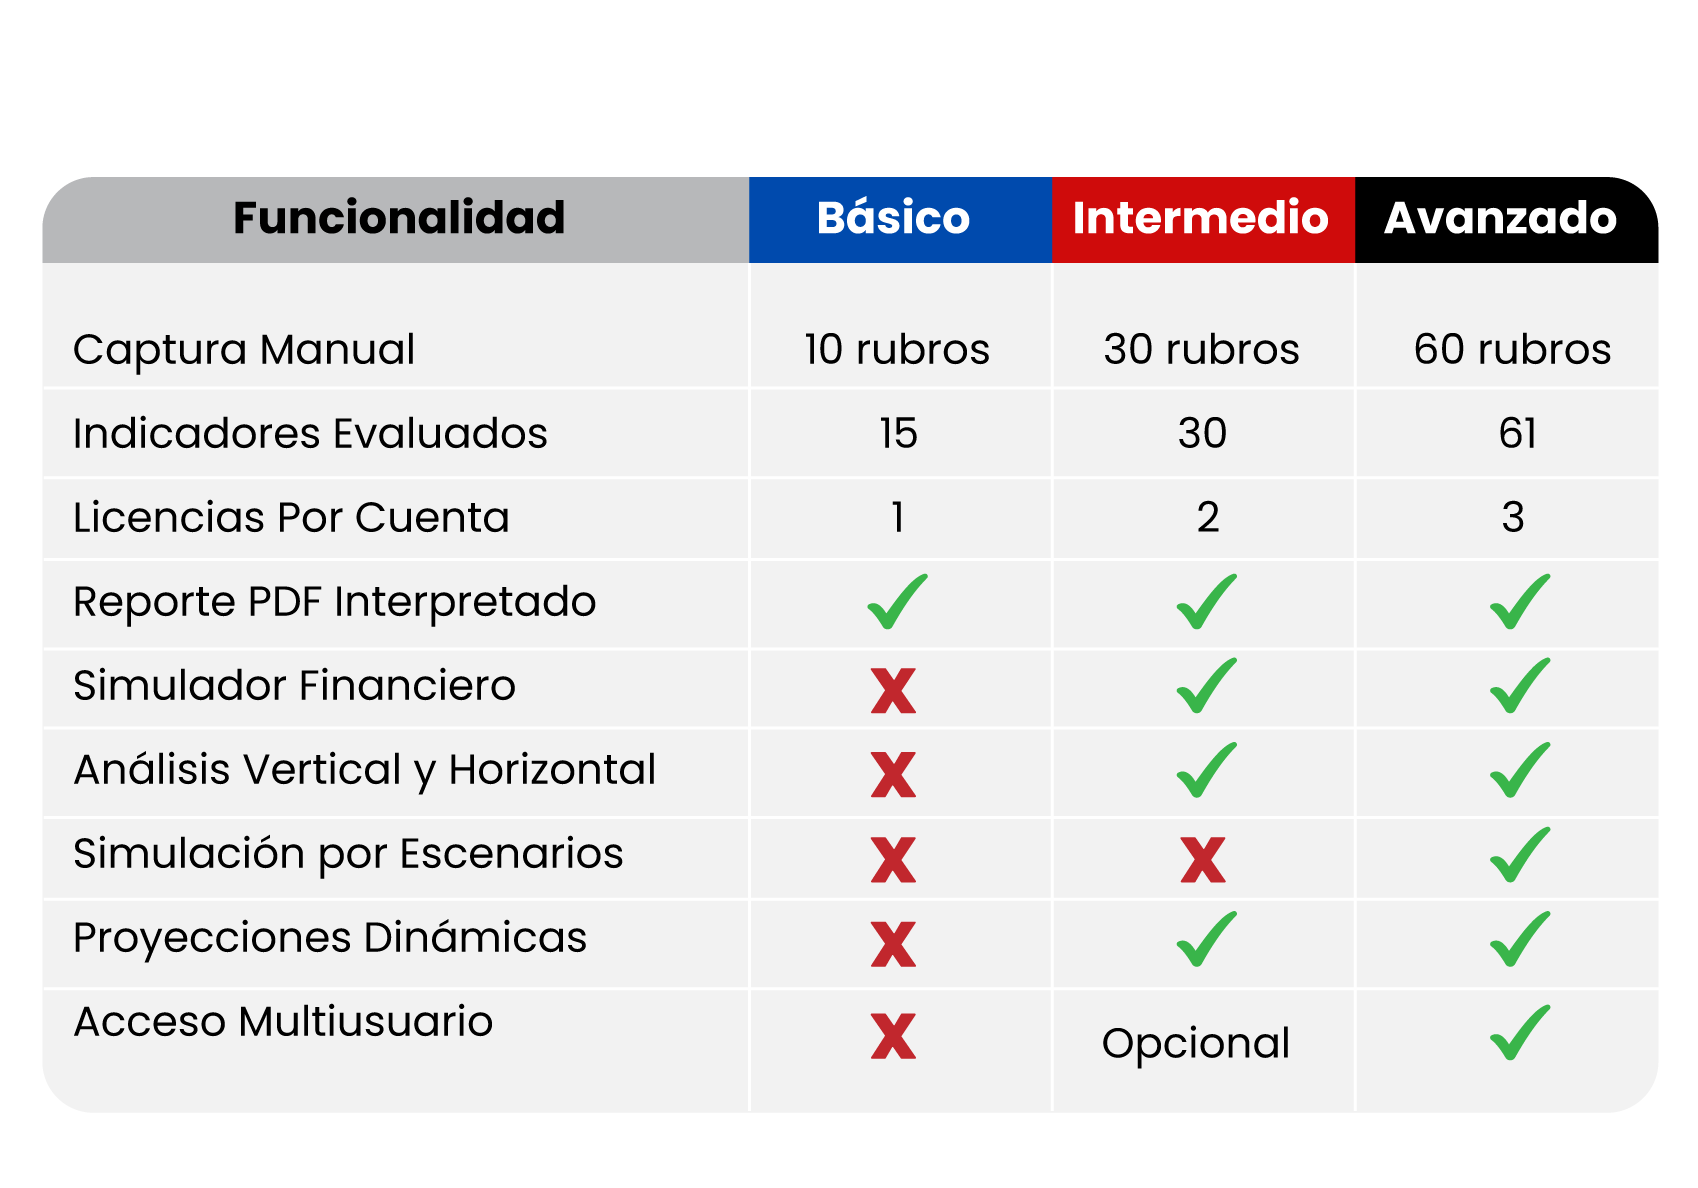 Funcionalidad Básico Intermedio Avanzado
Captura Manual 10 rubros 30 rubros 60 rubros
Indicadores Evaluados 15 30 61
Licencias Por Cuenta 1 2 3
Reporte PDF Interpretado ✓ ✓ ✓
Simulador Financiero X ✓ ✓
Análisis Vertical y Horizontal X ✓ ✓
Simulación por Escenarios X X ✓
Proyecciones Dinámicas X ✓ ✓
Acceso Multiusuario X Opcional ✓